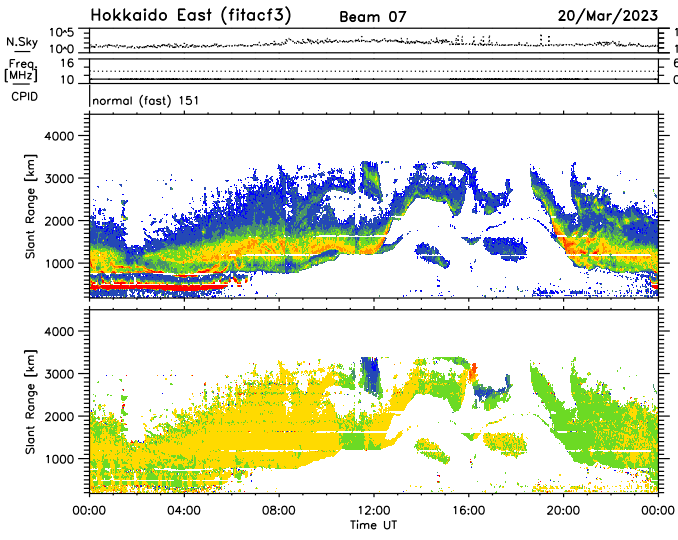 Hokkaido East (fitacf3) Beam 07 20/Mar/2023
N.Sky 10^5 10^0 1 1
Freq. [MHz] 16 10 6 0
CPID normal (fast) 151
Slant Range [km] 4000 3000 2000 1000
Slant Range [km] 4000 3000 2000 1000
00:00 04:00 08:00 12:00 16:00 20:00 00:00
Time UT